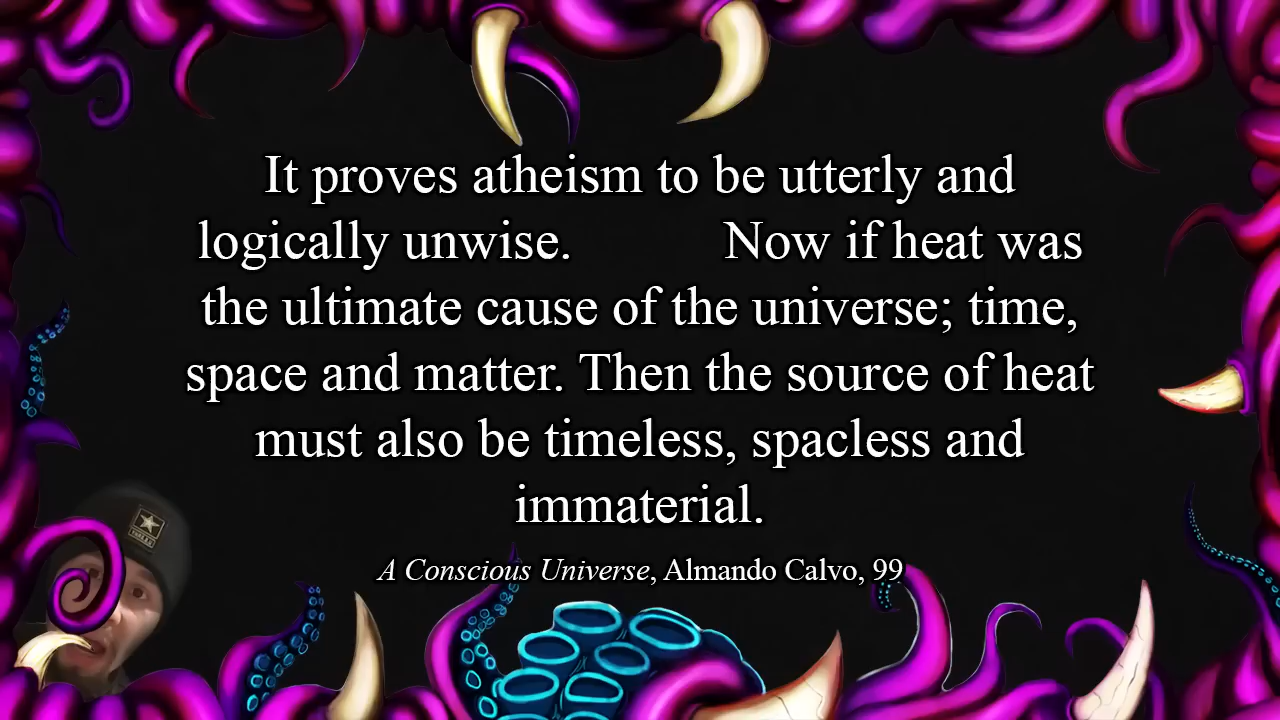 It proves atheism to be utterly and
logically unwise. Now if heat was
the ultimate cause of the universe; time,
space and matter. Then the source of heat
must also be timeless, spacless and
immaterial.
A Conscious Universe, Almando Calvo, 99